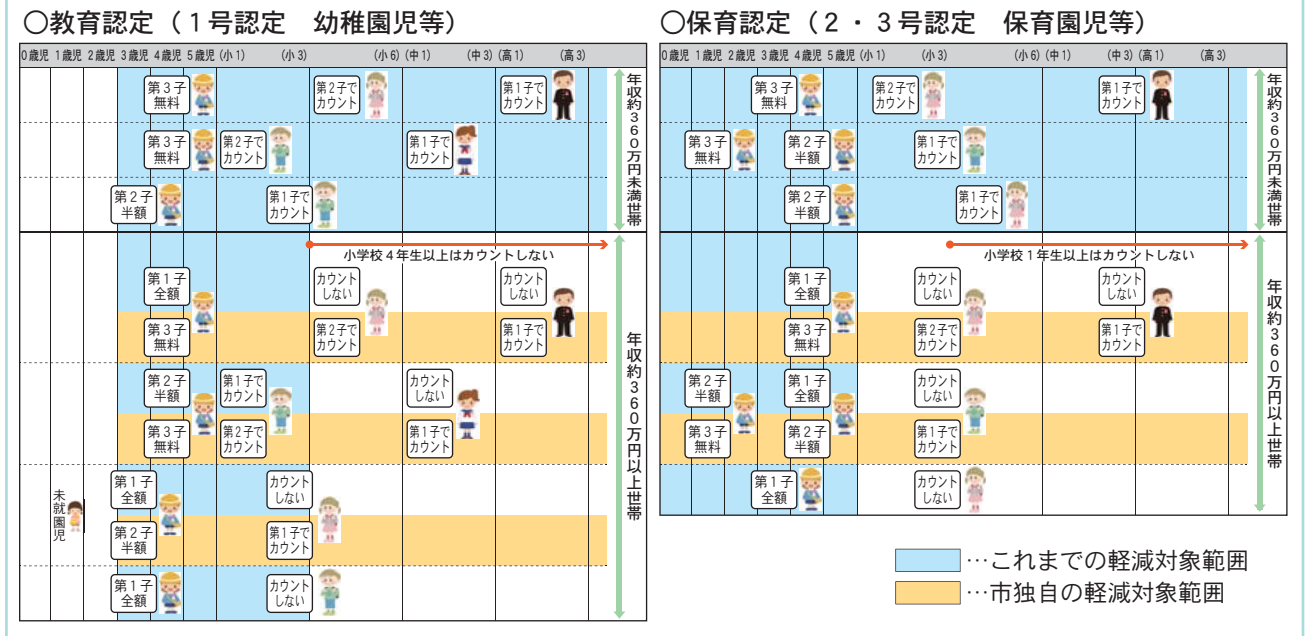 ○教育認定(1号認定 幼稚園児等)
0歳児 1歳児 2歳児 3歳児 4歳児 5歳児 (小1) (小3) (小6) (中1) (中3) (高1) (高3)
第3子
無料
第2子で
カウント
第1子で
カウント
第3子
無料
第2子で
カウント
第1子で
カウント
第2子
半額
第1子で
カウント
年収約360万円未満世帯
小学校4年生以上はカウントしない
第1子
全額
カウント
しない
カウント
しない
第3子
無料
第2子で
カウント
第1子で
カウント
第2子
半額
第1子で
カウント
カウント
しない
第3子
無料
第2子で
カウント
第1子で
カウント
未就園児
第1子
全額
カウント
しない
第2子
半額
第1子で
カウント
第1子
全額
カウント
しない
年収約360万円以上世帯
○保育認定(2・3号認定 保育園児等)
0歳児 1歳児 2歳児 3歳児 4歳児 5歳児 (小1) (小3) (小6) (中1) (中3) (高1) (高3)
第3子
無料
第2子で
カウント
第1子で
カウント
第3子
無料
第2子
半額
第1子で
カウント
第2子
半額
第1子で
カウント
年収約360万円未満世帯
小学校1年生以上はカウントしない
第1子
全額
カウント
しない
カウント
しない
第3子
無料
第2子で
カウント
第1子で
カウント
第2子
半額
第1子
全額
カウント
しない
第3子
無料
第2子
半額
第1子で
カウント
第1子
全額
カウント
しない
年収約360万円以上世帯
…これまでの軽減対象範囲
…市独自の軽減対象範囲